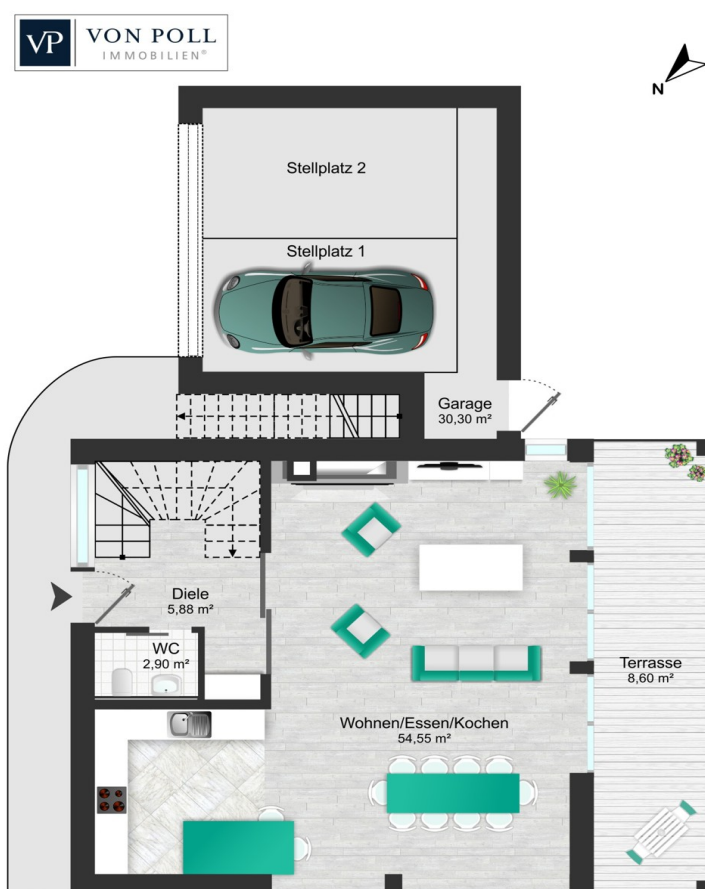 VP VON POLL
IMMOBILIEN®
N
Stellplatz 2
Stellplatz 1
Garage
30,30 m²
Diele
5,88 m²
WC
2,90 m²
Terrasse
8,60 m²
Wohnen/Essen/Kochen
54,55 m²